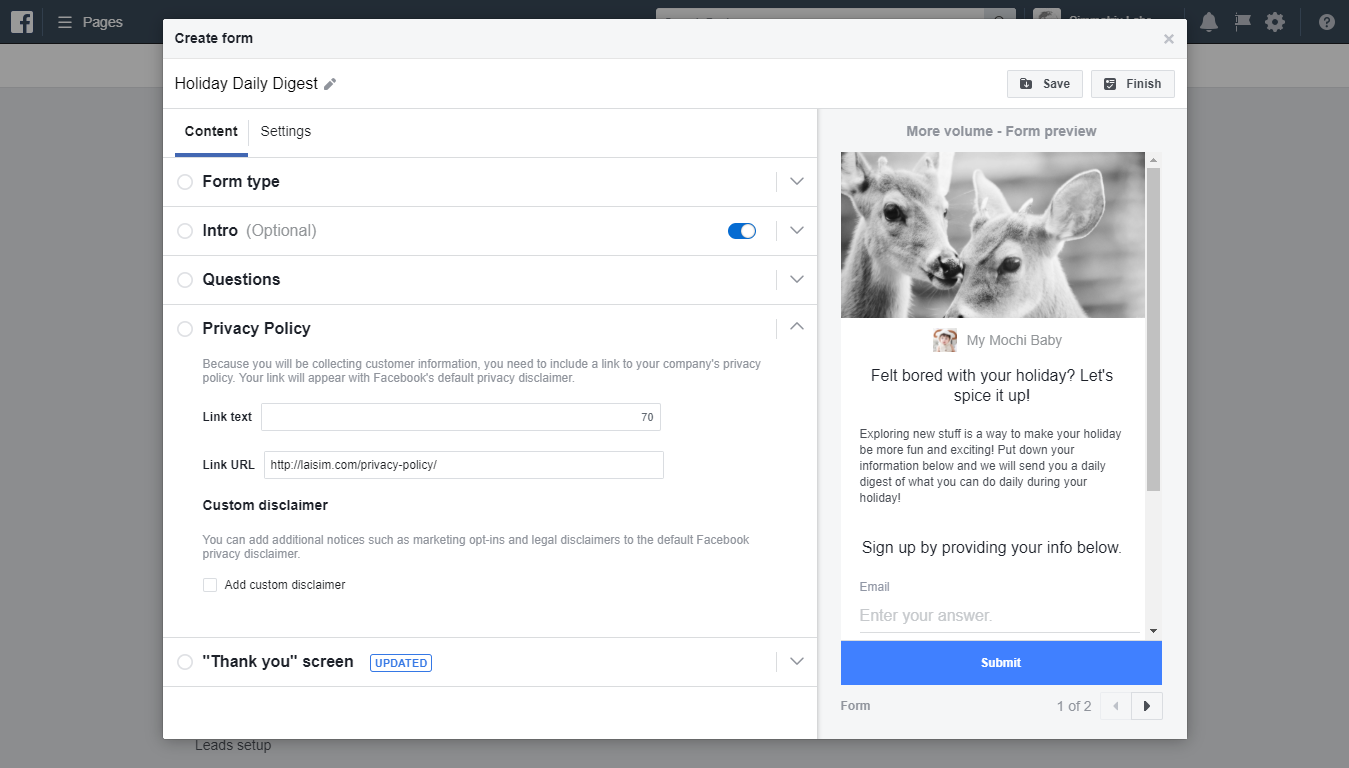 Pages
Create form
×
Holiday Daily Digest
Save
Finish
Content
Settings
Form type
Intro (Optional)
Questions
Privacy Policy
Because you will be collecting customer information, you need to include a link to your company's privacy
policy. Your link will appear with Facebook's default privacy disclaimer.
Link text
70
Link URL
http://laisim.com/privacy-policy/
Custom disclaimer
You can add additional notices such as marketing opt-ins and legal disclaimers to the default Facebook
privacy disclaimer.
Add custom disclaimer
"Thank you" screen
UPDATED
More volume - Form preview
My Mochi Baby
Felt bored with your holiday? Let's
spice it up!
Exploring new stuff is a way to make your holiday
be more fun and exciting! Put down your
information below and we will send you a daily
digest of what you can do daily during your
holiday!
Sign up by providing your info below.
Email
Enter your answer.
Submit
Form
1 of 2
Leads setup